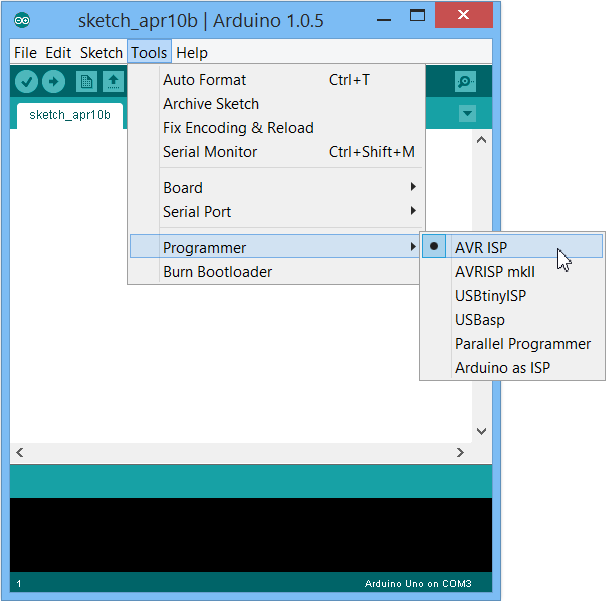 sketch_apr10b | Arduino 1.0.5
File Edit Sketch Tools Help
sketch_apr10b
Auto Format Ctrl+T
Archive Sketch
Fix Encoding & Reload
Serial Monitor Ctrl+Shift+M
Board
Serial Port
Programmer
Burn Bootloader
AVR ISP
AVRISP mkII
USBtinyISP
USBasp
Parallel Programmer
Arduino as ISP
1 Arduino Uno on COM3